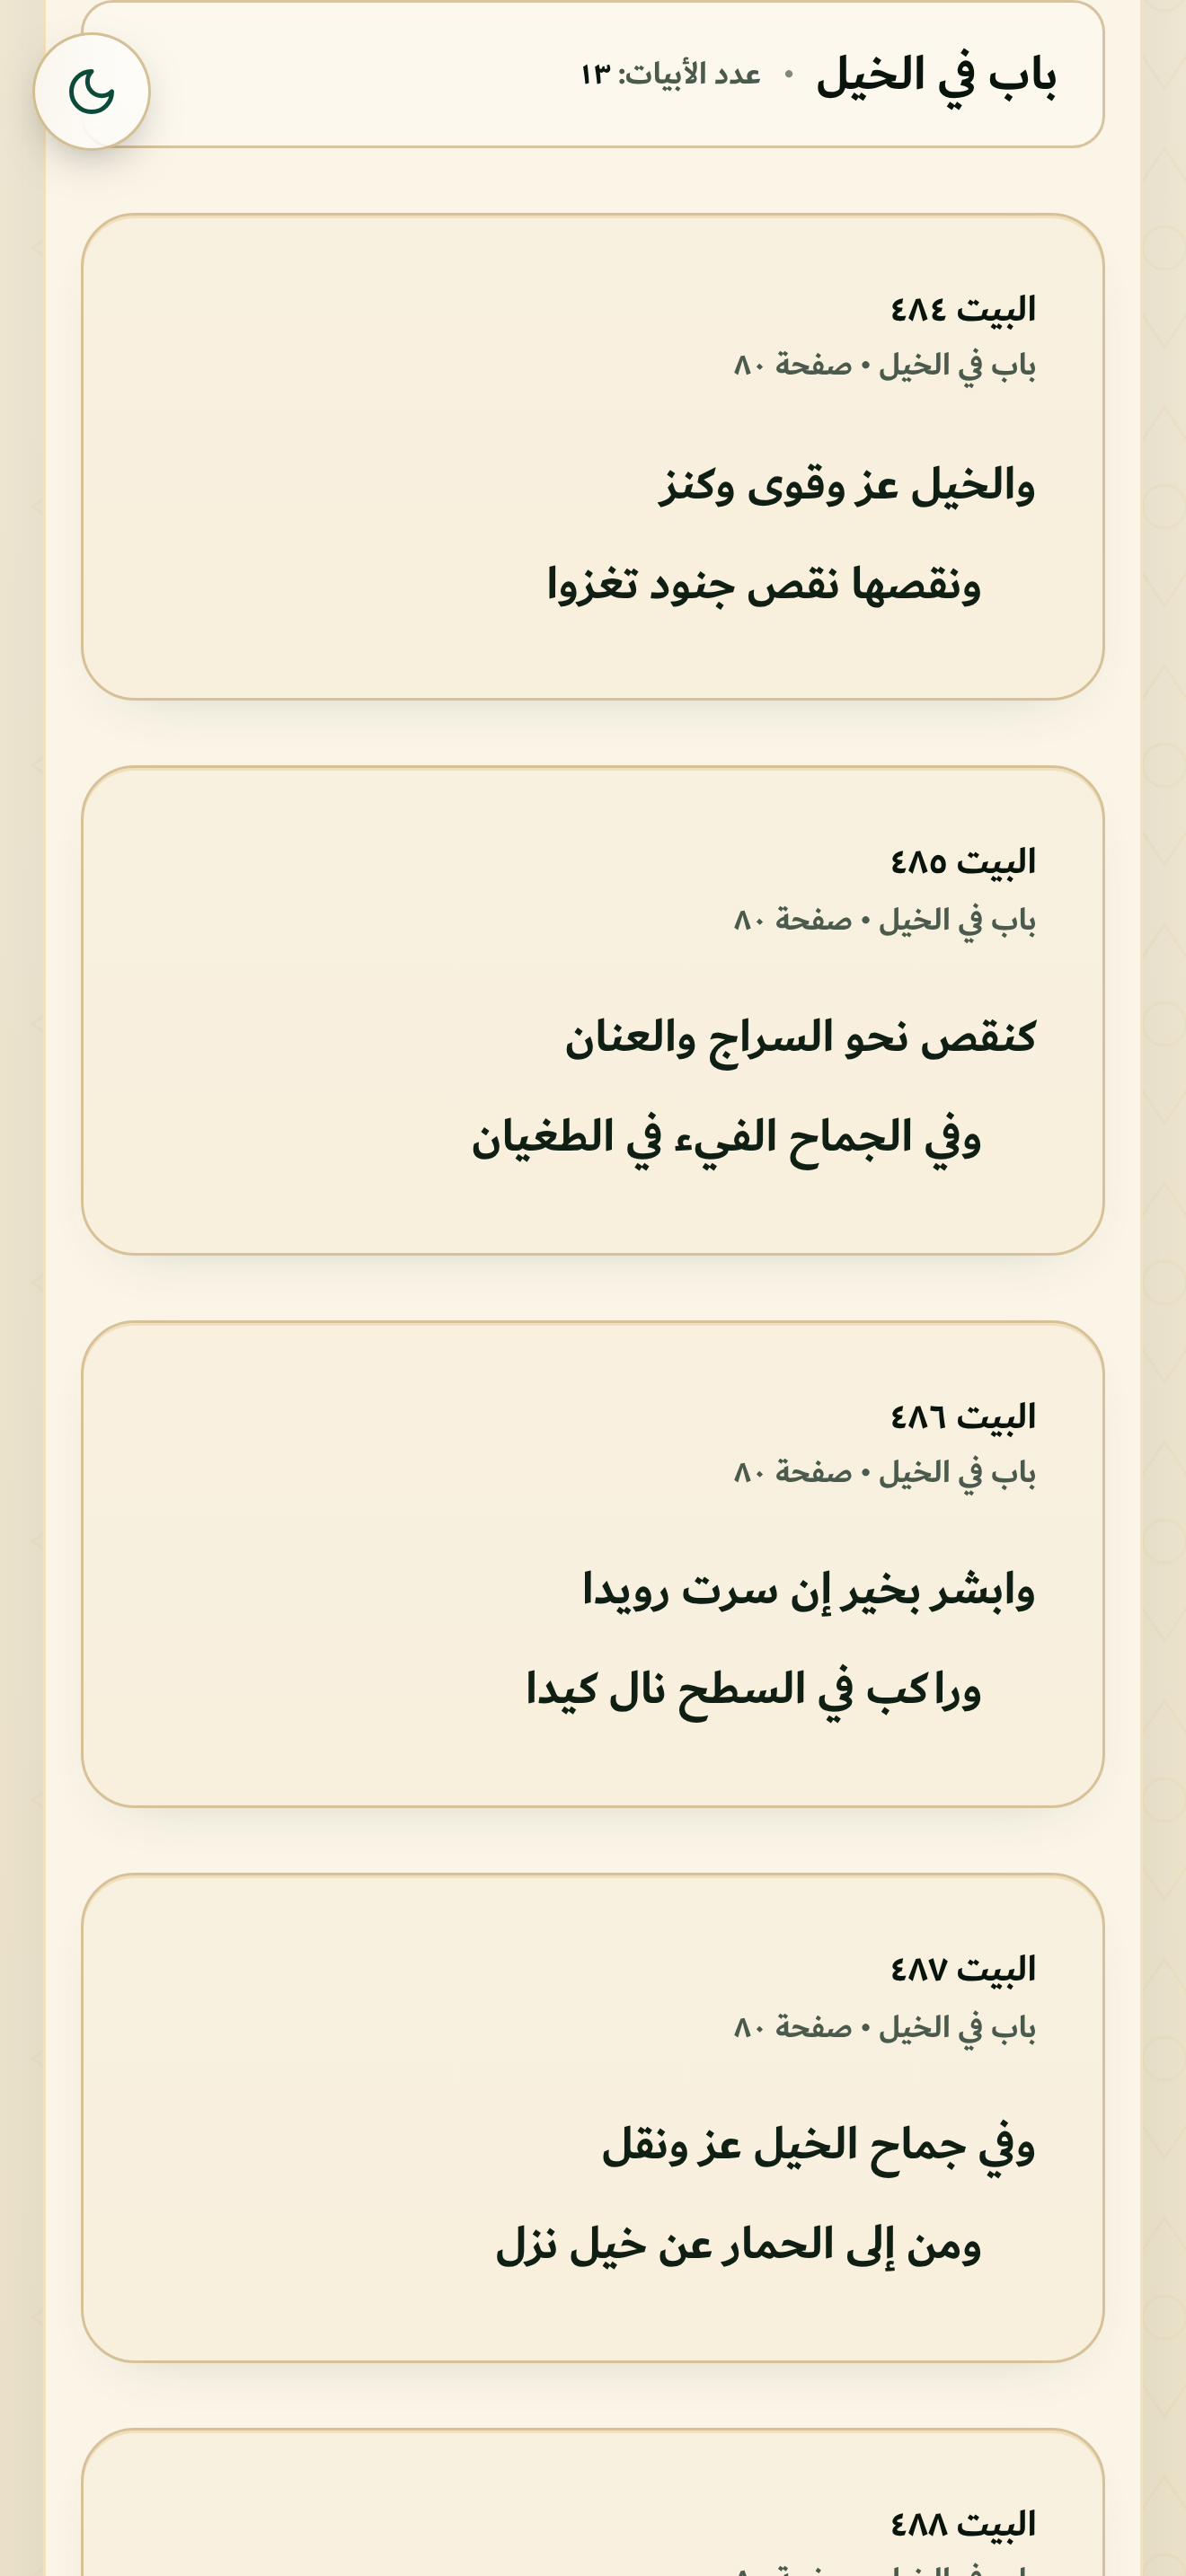 باب في الخيل • عدد الأبيات: ١٣
البيت ٤٨٤
باب في الخيل • صفحة ٨٠
والخيل عز وقوى وكنز
ونقصها نقص جنود تغزوا
البيت ٤٨٥
باب في الخيل • صفحة ٨٠
كنقص نحو السراج والعنان
وفي الجماح الفيء في الطغيان
البيت ٤٨٦
باب في الخيل • صفحة ٨٠
وابشر بخير إن سرت رويدا
وراكب في السطح نال كيدا
البيت ٤٨٧
باب في الخيل • صفحة ٨٠
وفي جماح الخيل عز ونقل
ومن إلى الحمار عن خيل نزل
البيت ٤٨٨